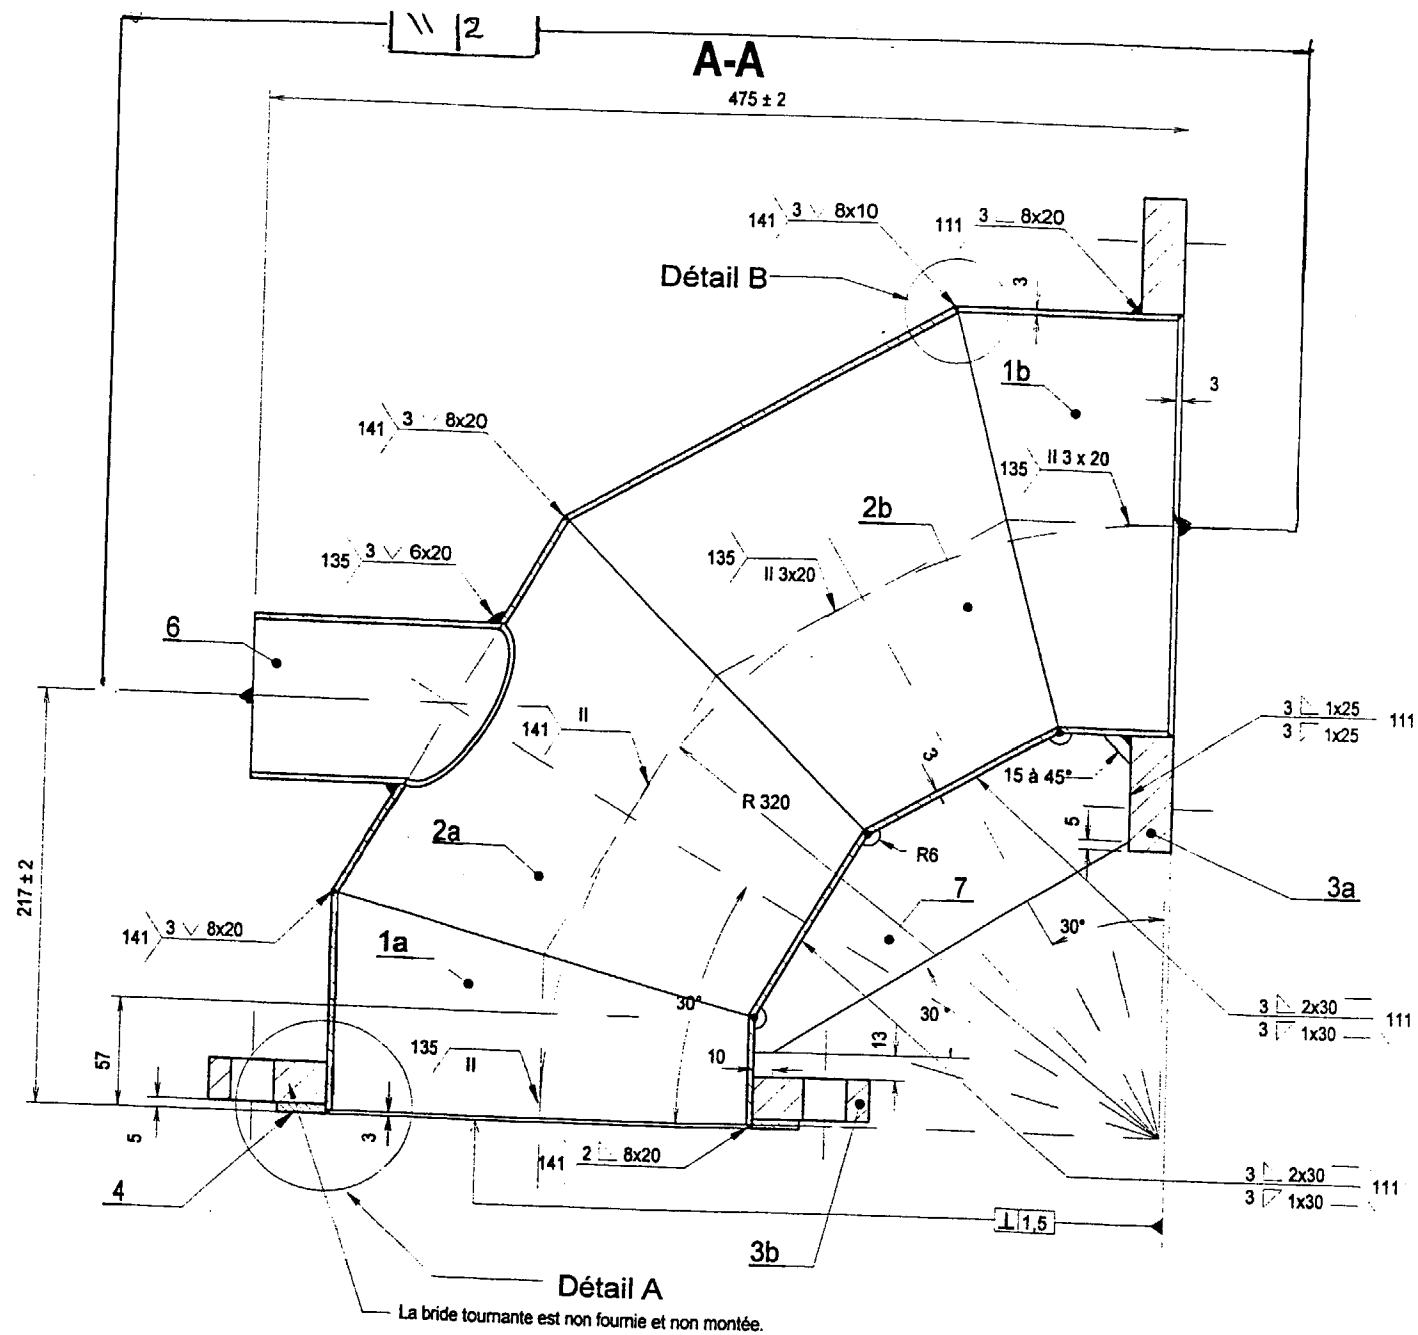 \\ 2
A-A
475 ± 2
141 3 8x10
111 3 8x20
Détail B
3
1b
3
141 3 8x20
135 II 3 x 20
2b
135 3 6x20
135 II 3x20
6
141 II
3 1x25 111
3 1x25
3
15 à 45°
R 320
2a
5
R6
217 ± 2
7
3a
30°
141 3 8x20
1a
30°
30°
3 2x30 111
3 1x30
57
135 II
10
13
5
3
141 2 8x20
3 2x30 111
3 1x30
4
⊥ 1,5
3b
Détail A
La bride tournante est non fournie et non montée.